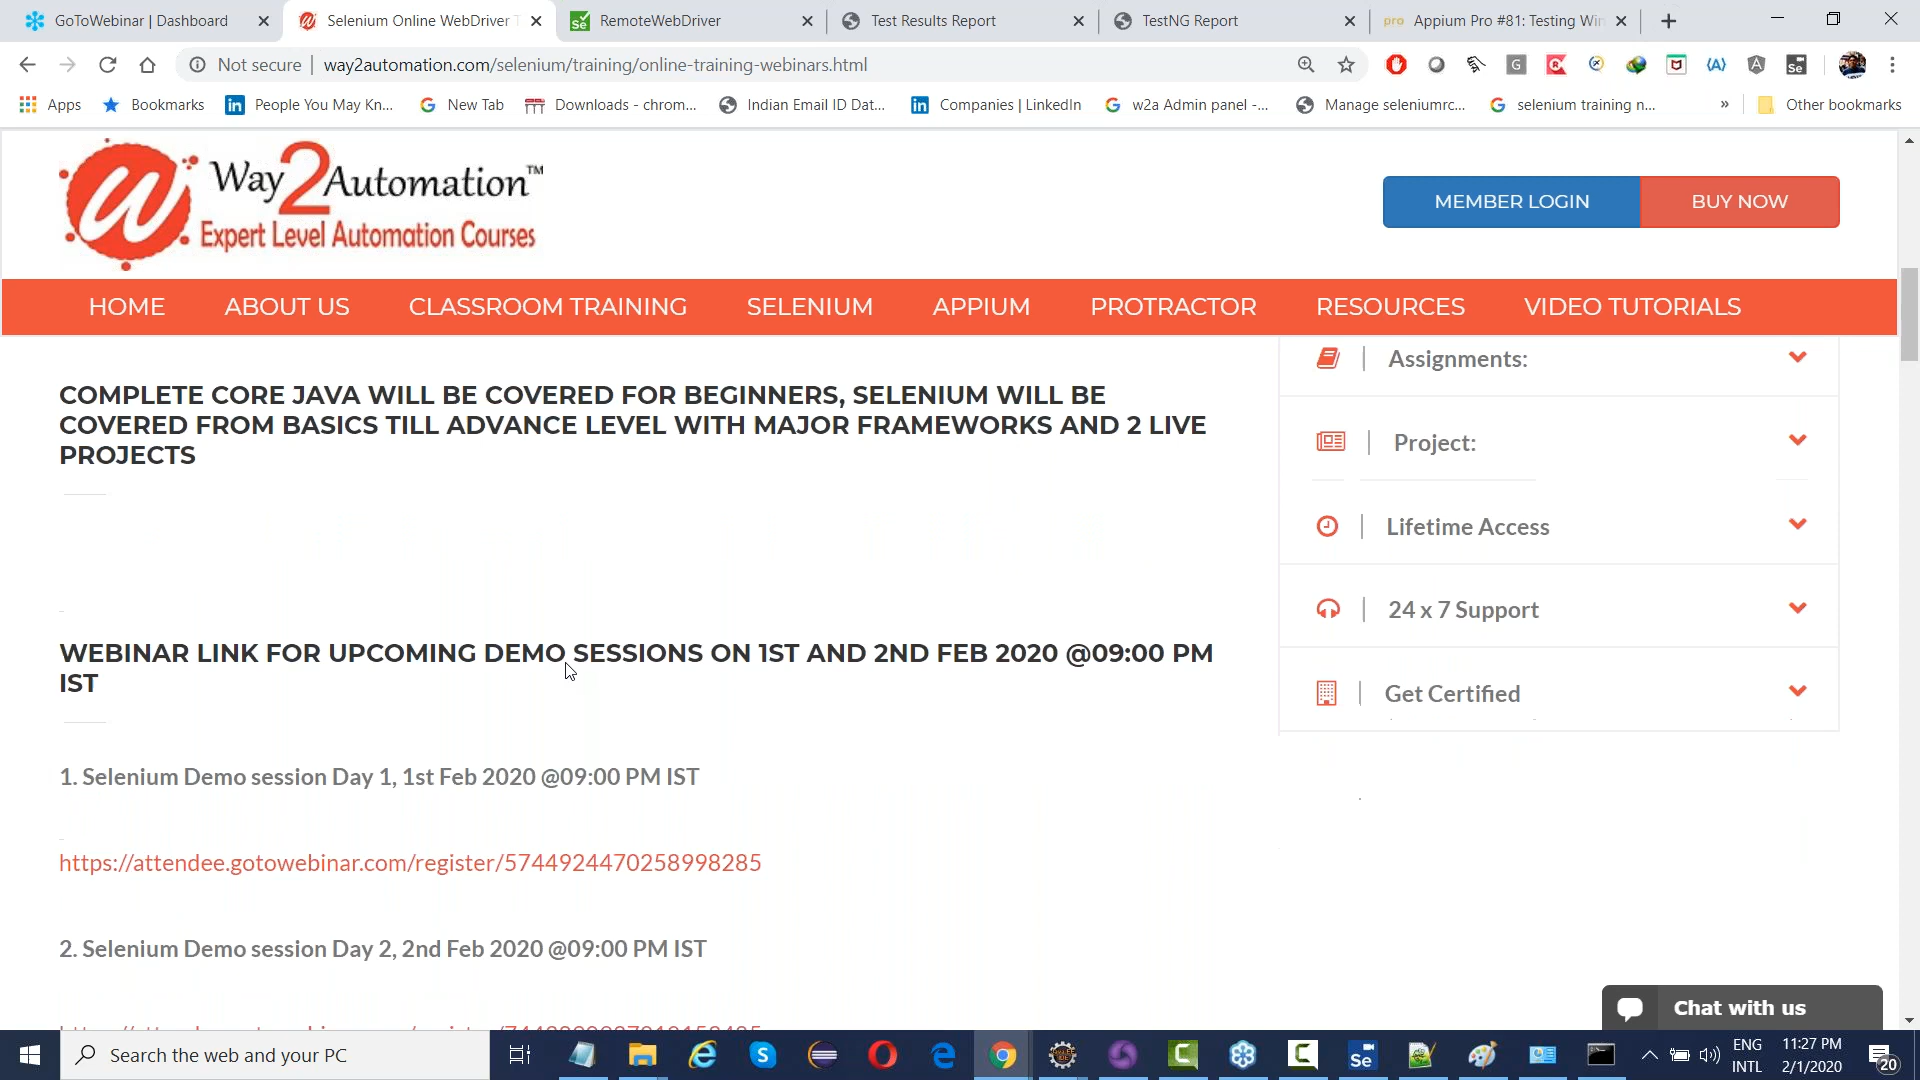 GoToWebinar | Dashboard
Selenium Online WebDriver T
RemoteWebDriver
Test Results Report
TestNG Report
pro Appium Pro #81: Testing Win
Not secure | way2automation.com/selenium/training/online-training-webinars.html
Apps
Bookmarks
People You May Kn...
New Tab
Downloads - chrom...
Indian Email ID Dat...
Companies | LinkedIn
w2a Admin panel -...
Manage seleniumrc...
selenium training n...
»
Other bookmarks
Way2Automation™
Expert Level Automation Courses
MEMBER LOGIN
BUY NOW
HOME
ABOUT US
CLASSROOM TRAINING
SELENIUM
APPIUM
PROTRACTOR
RESOURCES
VIDEO TUTORIALS
COMPLETE CORE JAVA WILL BE COVERED FOR BEGINNERS, SELENIUM WILL BE
COVERED FROM BASICS TILL ADVANCE LEVEL WITH MAJOR FRAMEWORKS AND 2 LIVE
PROJECTS
WEBINAR LINK FOR UPCOMING DEMO SESSIONS ON 1ST AND 2ND FEB 2020 @09:00 PM
IST
1. Selenium Demo session Day 1, 1st Feb 2020 @09:00 PM IST
https://attendee.gotowebinar.com/register/5744924470258998285
2. Selenium Demo session Day 2, 2nd Feb 2020 @09:00 PM IST
Assignments:
Project:
Lifetime Access
24 x 7 Support
Get Certified
Chat with us
Search the web and your PC
ENG
INTL
11:27 PM
2/1/2020
20